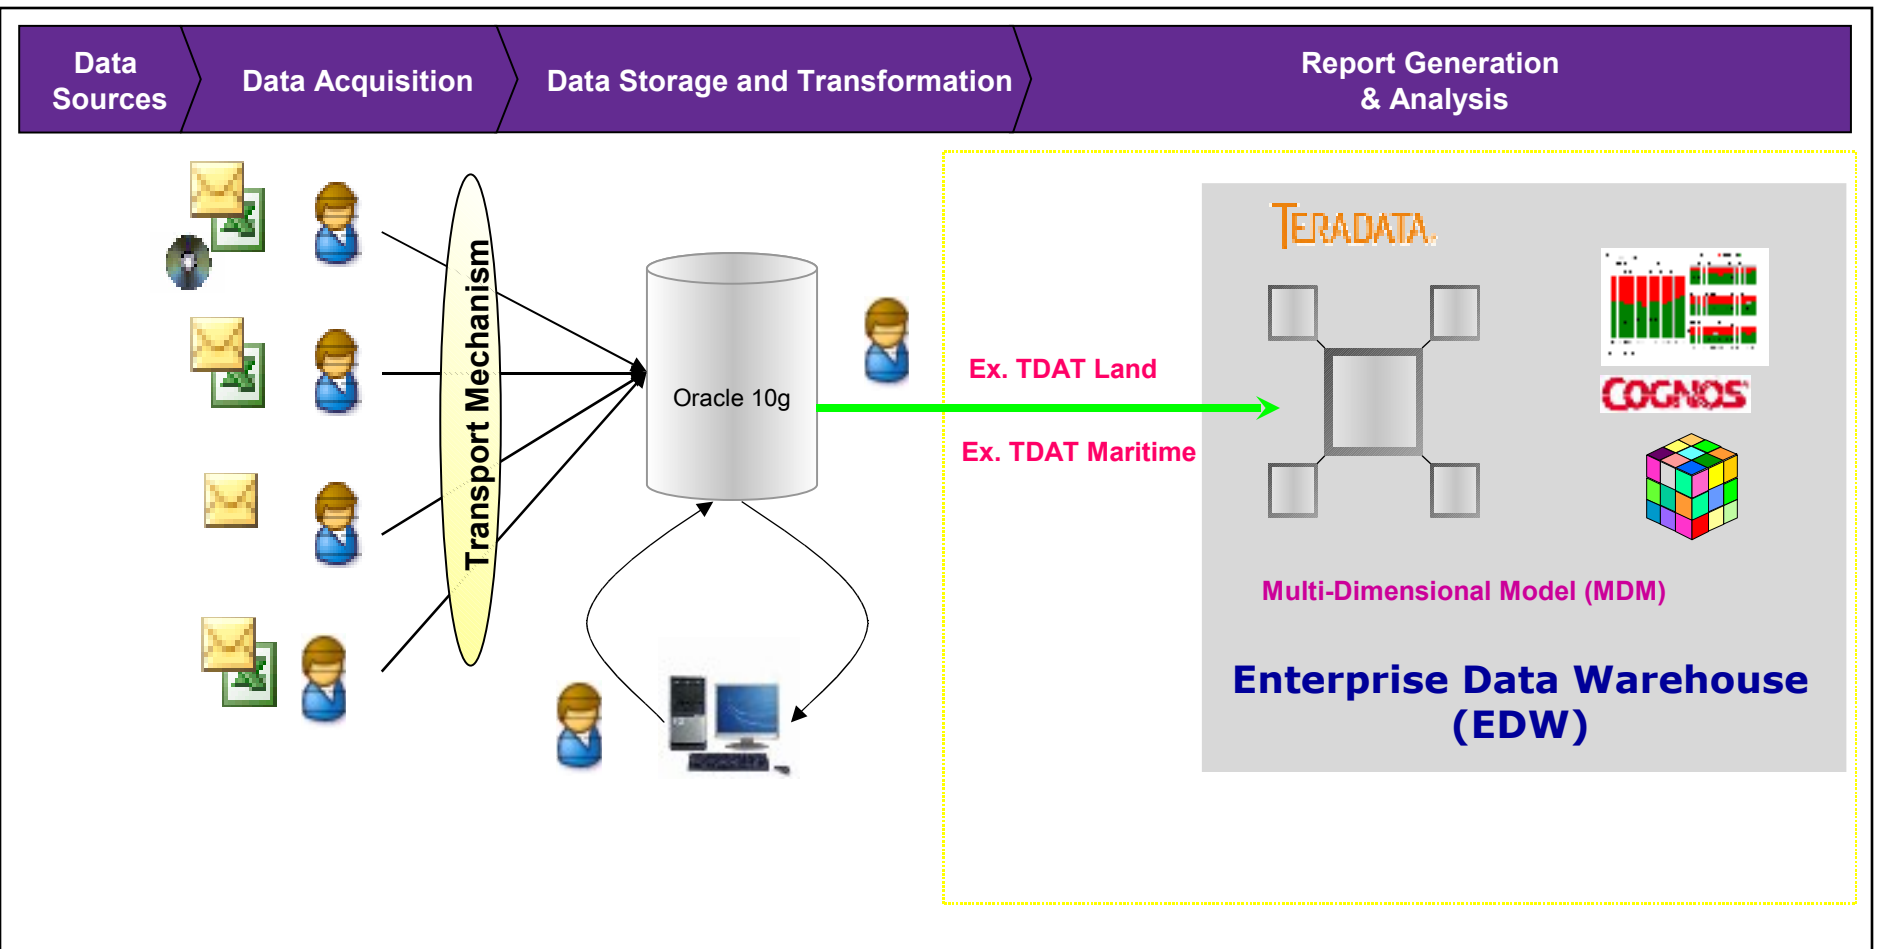 Data
Sources
Data Acquisition
Data Storage and Transformation
Report Generation
& Analysis
Transport Mechanism
Oracle 10g
Ex. TDAT Land
Ex. TDAT Maritime
TERADATA
COGNOS
Multi-Dimensional Model (MDM)
Enterprise Data Warehouse
(EDW)